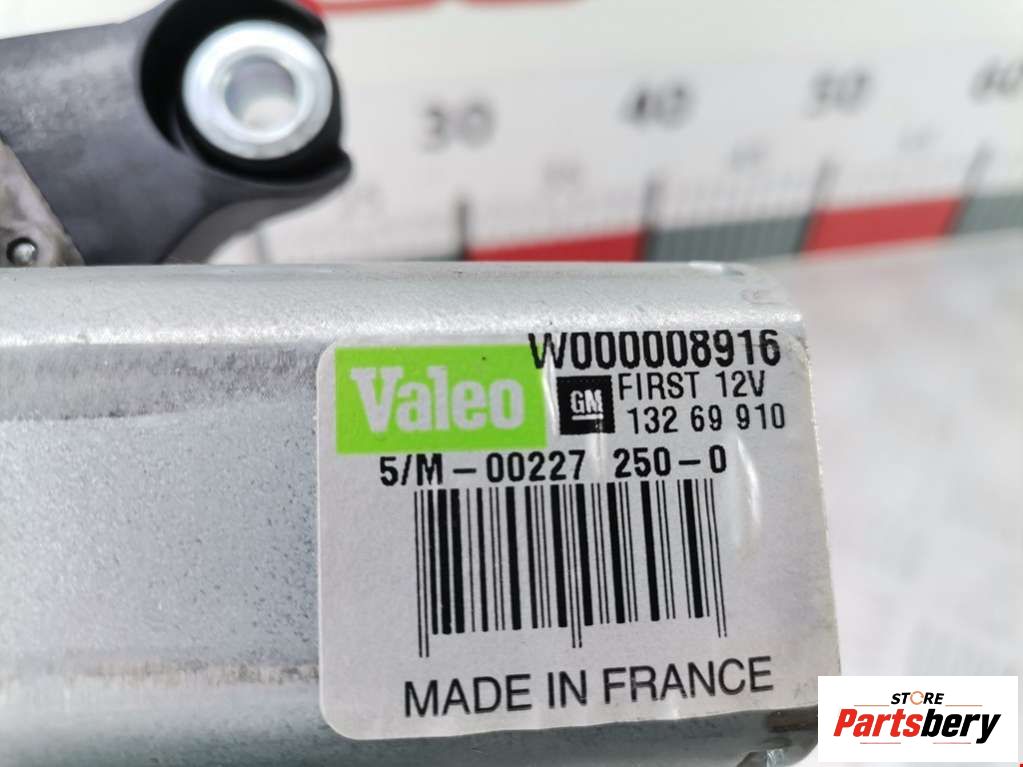 30 40 50 60
W000008916
Valeo
GM
FIRST 12V
132 69 910
5/M-00227 250-0
MADE IN FRANCE
STORE
Partsbery